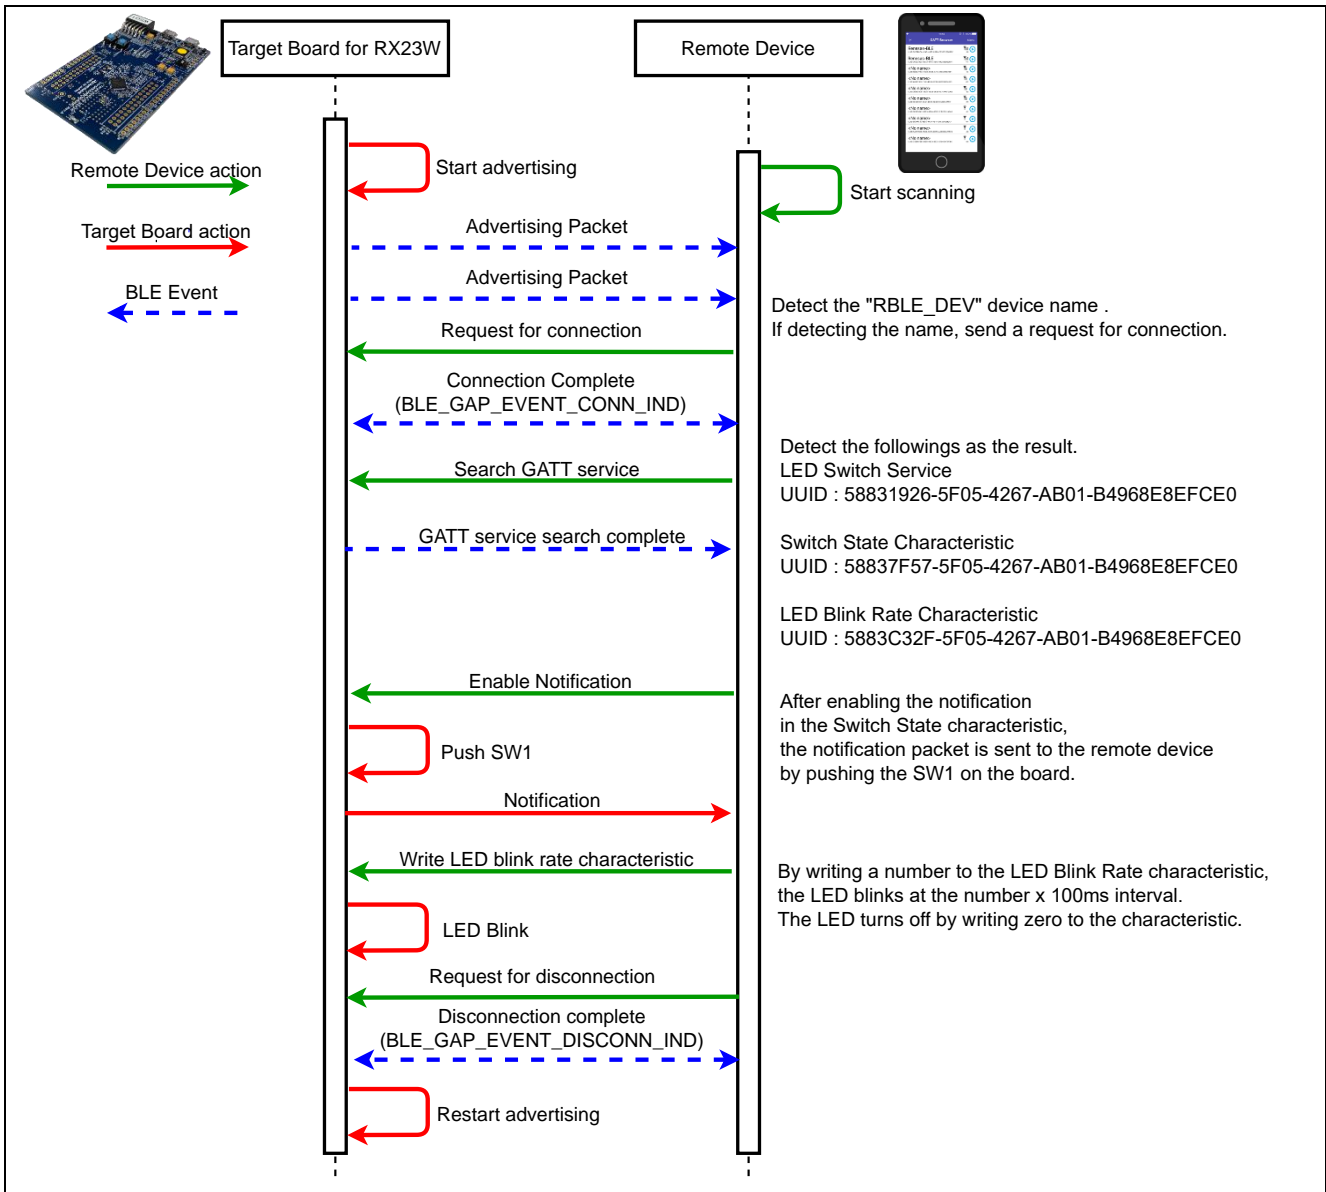 Target Board for RX23W
Remote Device
GATT Browser
Remote Device action
Start advertising
Start scanning
Target Board action
Advertising Packet
BLE Event
Advertising Packet
Detect the "RBLE_DEV" device name .
If detecting the name, send a request for connection.
Request for connection
Connection Complete
(BLE_GAP_EVENT_CONN_IND)
Detect the followings as the result.
LED Switch Service
UUID : 58831926-5F05-4267-AB01-B4968E8EFCE0
Search GATT service
GATT service search complete
Switch State Characteristic
UUID : 58837F57-5F05-4267-AB01-B4968E8EFCE0
LED Blink Rate Characteristic
UUID : 5883C32F-5F05-4267-AB01-B4968E8EFCE0
Enable Notification
After enabling the notification
in the Switch State characteristic,
the notification packet is sent to the remote device
by pushing the SW1 on the board.
Push SW1
Notification
Write LED blink rate characteristic
By writing a number to the LED Blink Rate characteristic,
the LED blinks at the number x 100ms interval.
The LED turns off by writing zero to the characteristic.
LED Blink
Request for disconnection
Disconnection complete
(BLE_GAP_EVENT_DISCONN_IND)
Restart advertising